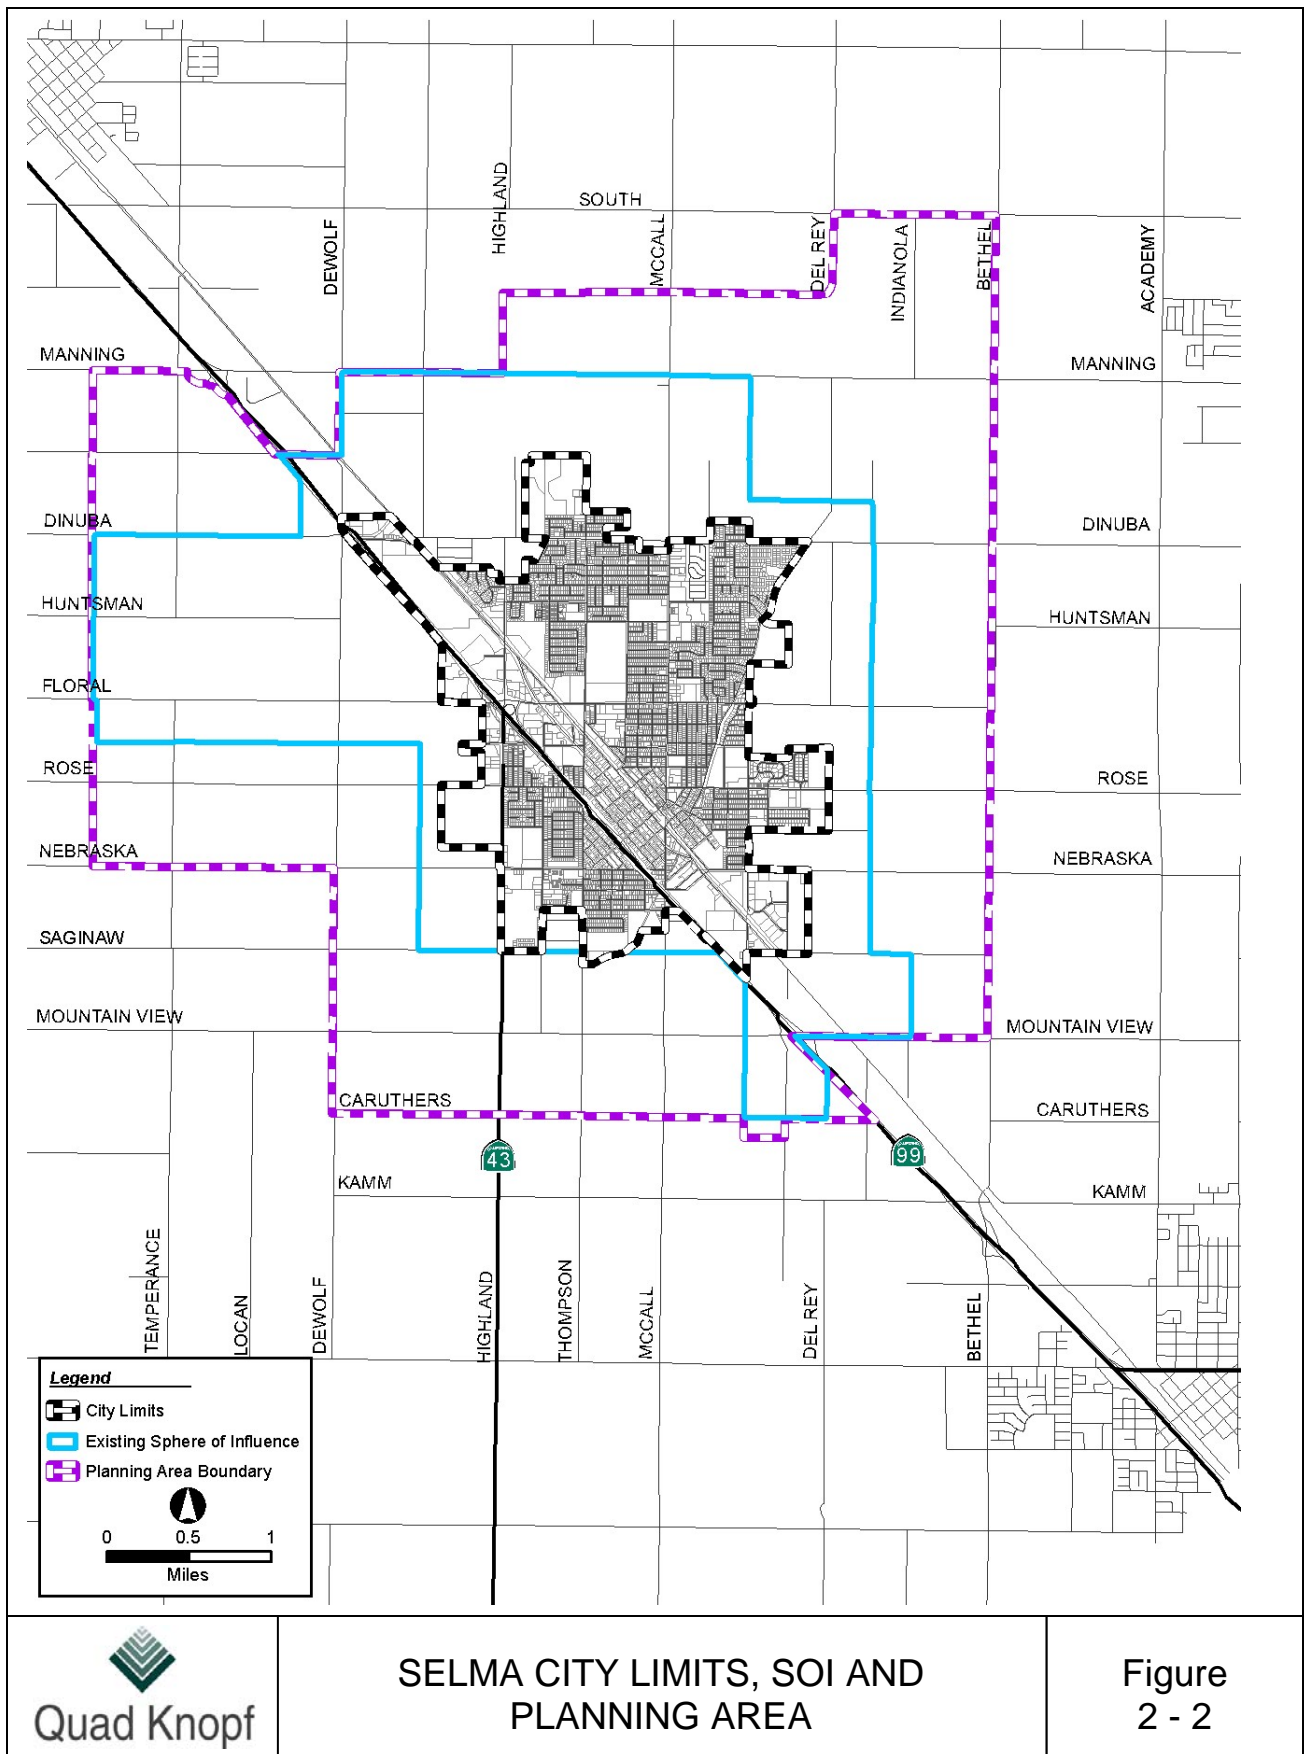 SOUTH
HIGHLAND
DEWOLF
MCCALL
DEL REY
INDIANOLA
BETHEL
ACADEMY
MANNING
MANNING
DINUBA
DINUBA
HUNTSMAN
HUNTSMAN
FLORAL
ROSE
ROSE
NEBRASKA
NEBRASKA
SAGINAW
MOUNTAIN VIEW
MOUNTAIN VIEW
CARUTHERS
CARUTHERS
43
99
KAMM
KAMM
TEMPERANCE
LOCAN
DEWOLF
HIGHLAND
THOMPSON
MCCALL
DEL REY
BETHEL
Legend
City Limits
Existing Sphere of Influence
Planning Area Boundary
0 0.5 1
Miles
Quad Knopf
SELMA CITY LIMITS, SOI AND
PLANNING AREA
Figure
2 - 2